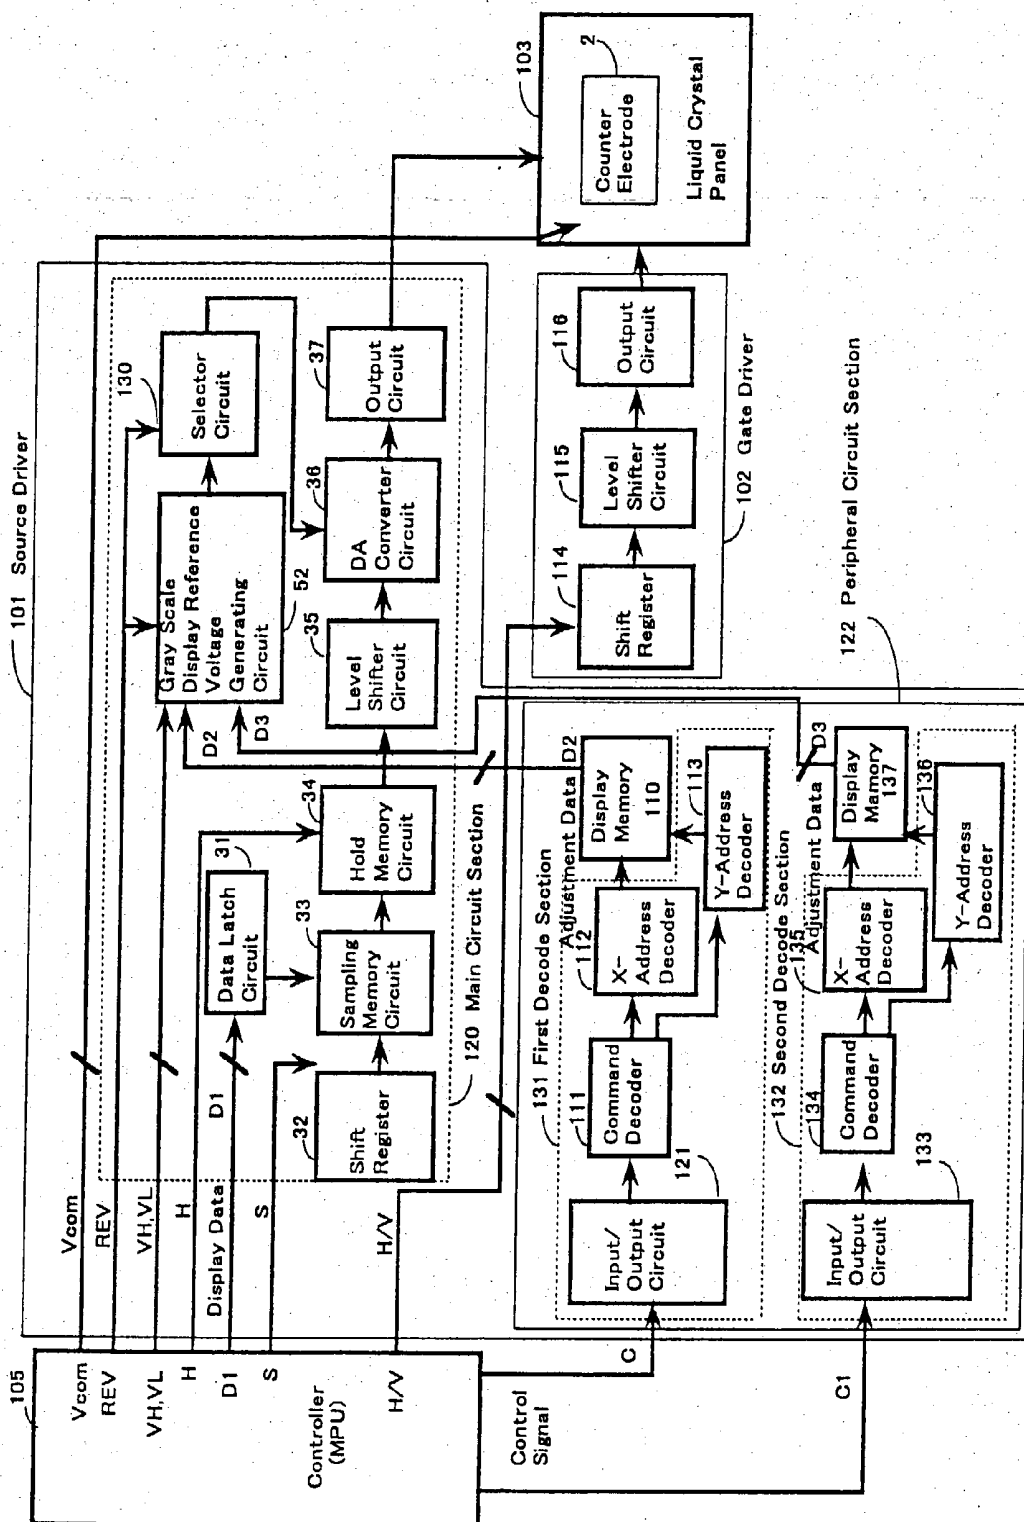 105
Controller
(MPU)
Vcom
REV
VH,VL
H
D1
S
H/V
Control
Signal
C
C1
Vcom
REV
VH,VL
H
Display Data
D1
S
H/V
101 Source Driver
120 Main Circuit Section
Gray Scale
Display Reference
Voltage
Generating
Circuit
52
D2
D3
130
Selector
Circuit
31
Data Latch
Circuit
32
Shift
Register
33
Sampling
Memory
Circuit
34
Hold
Memory
Circuit
35
Level
Shifter
Circuit
36
DA
Converter
Circuit
37
Output
Circuit
103
2
Counter
Electrode
Liquid Crystal
Panel
114
Shift
Register
115
Level
Shifter
Circuit
116
Output
Circuit
102 Gate Driver
122 Peripheral Circuit Section
131 First Decode Section
Input/
Output
Circuit
121
111
Command
Decoder
112
X-
Address
Decoder
Adjustment Data
D2
Display
Memory
110
113
Y-Address
Decoder
132 Second Decode Section
Input/
Output
Circuit
133
134
Command
Decoder
135
X-
Address
Decoder
Adjustment Data
D3
Display
Mamory
137
136
Y-Address
Decoder